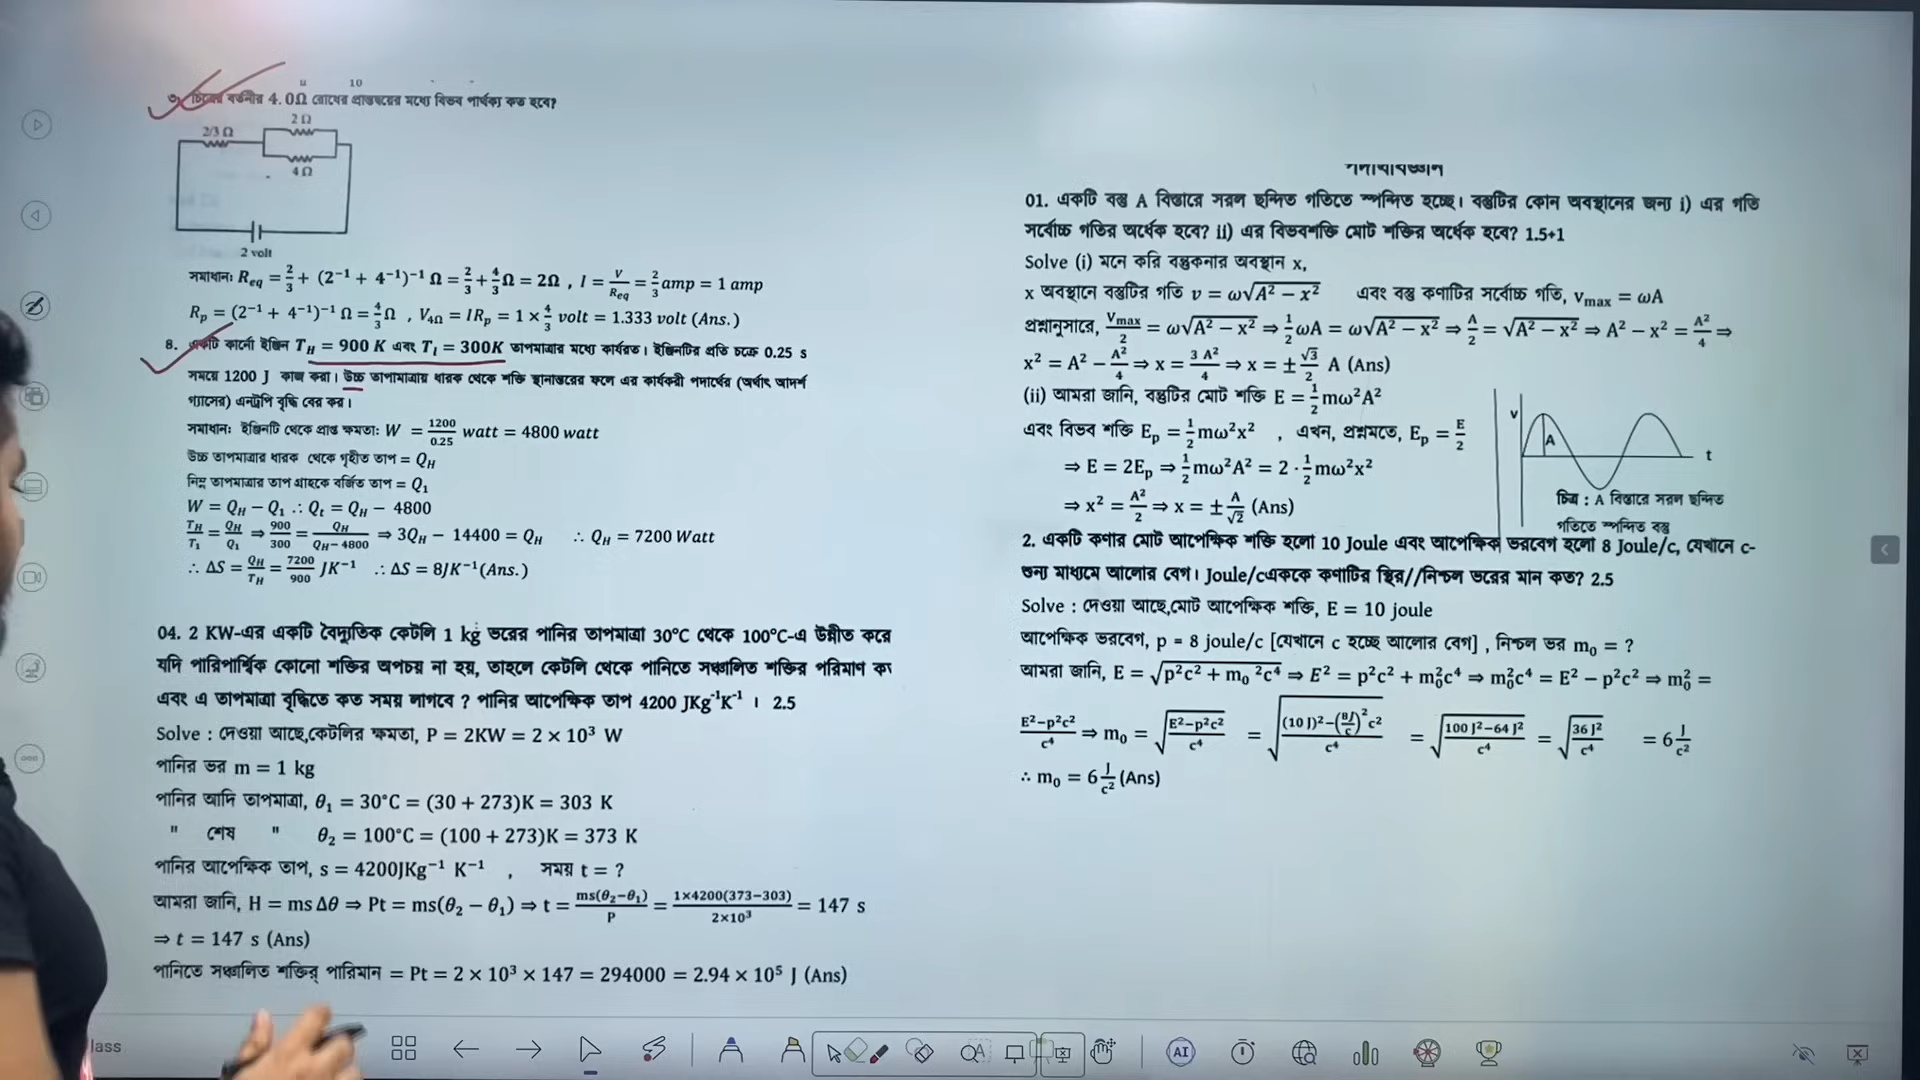 ৩. চিত্রের বর্তনীর 4.0Ω রোধের প্রান্তদ্বয়ের মধ্যে বিভব পার্থক্য কত হবে?
2/3 Ω
2 Ω
4 Ω
2 volt
সমাধান: R_eq = 2/3 + (2⁻¹ + 4⁻¹)⁻¹ Ω = 2/3 + 4/3 Ω = 2Ω , I = V/R_eq = 2/3 amp = 1 amp
R_p = (2⁻¹ + 4⁻¹)⁻¹ Ω = 4/3 Ω , V_4Ω = IR_p = 1 × 4/3 volt = 1.333 volt (Ans.)
8. একটি কার্নো ইঞ্জিন T_H = 900 K এবং T_l = 300K তাপমাত্রার মধ্যে কার্যরত। ইঞ্জিনটির প্রতি চক্রে 0.25 s
সময়ে 1200 J কাজ করা। উচ্চ তাপামাত্রায় ধারক থেকে শক্তি স্থানান্তরের ফলে এর কার্যকরী পদার্থের (অর্থাৎ আদর্শ
গ্যাসের) এনট্রপি বৃদ্ধি বের কর।
সমাধান: ইঞ্জিনটি থেকে প্রাপ্ত ক্ষমতা: W = 1200/0.25 watt = 4800 watt
উচ্চ তাপমাত্রার ধারক থেকে গৃহীত তাপ = Q_H
নিম্ন তাপমাত্রার তাপ গ্রাহকে বর্জিত তাপ = Q₁
W = Q_H − Q₁ ∴ Q_t = Q_H − 4800
T_H/T₁ = Q_H/Q₁ ⇒ 900/300 = Q_H/(Q_H−4800) ⇒ 3Q_H − 14400 = Q_H ∴ Q_H = 7200 Watt
∴ ΔS = Q_H/T_H = 7200/900 JK⁻¹ ∴ ΔS = 8JK⁻¹(Ans.)
04. 2 KW-এর একটি বৈদ্যুতিক কেটলি 1 kg ভরের পানির তাপমাত্রা 30°C থেকে 100°C-এ উন্নীত করে
যদি পারিপার্শ্বিক কোনো শক্তির অপচয় না হয়, তাহলে কেটলি থেকে পানিতে সঞ্চালিত শক্তির পরিমাণ ক
এবং এ তাপমাত্রা বৃদ্ধিতে কত সময় লাগবে ? পানির আপেক্ষিক তাপ 4200 JKg⁻¹K⁻¹ । 2.5
Solve : দেওয়া আছে,কেটলির ক্ষমতা, P = 2KW = 2 × 10³ W
পানির ভর m = 1 kg
পানির আদি তাপমাত্রা, θ₁ = 30°C = (30 + 273)K = 303 K
" শেষ " θ₂ = 100°C = (100 + 273)K = 373 K
পানির আপেক্ষিক তাপ, s = 4200JKg⁻¹ K⁻¹ , সময় t = ?
আমরা জানি, H = ms Δθ ⇒ Pt = ms(θ₂ − θ₁) ⇒ t = ms(θ₂−θ₁)/P = 1×4200(373−303)/2×10³ = 147 s
⇒ t = 147 s (Ans)
পানিতে সঞ্চালিত শক্তির পারিমান = Pt = 2 × 10³ × 147 = 294000 = 2.94 × 10⁵ J (Ans)
01. একটি বস্তু A বিস্তারে সরল ছন্দিত গতিতে স্পন্দিত হচ্ছে। বস্তুটির কোন অবস্থানের জন্য i) এর গতি
সর্বোচ্চ গতির অর্ধেক হবে? ii) এর বিভবশক্তি মোট শক্তির অর্ধেক হবে? 1.5+1
Solve (i) মনে করি বস্তুকনার অবস্থান x,
x অবস্থানে বস্তুটির গতি v = ω√(A² − x²) এবং বস্তু কণাটির সর্বোচ্চ গতি, v_max = ωA
প্রশ্নানুসারে, V_max/2 = ω√(A² − x²) ⇒ 1/2 ωA = ω√(A² − x²) ⇒ A/2 = √(A² − x²) ⇒ A² − x² = A²/4 ⇒
x² = A² − A²/4 ⇒ x = 3 A²/4 ⇒ x = ± √3/2 A (Ans)
(ii) আমরা জানি, বস্তুটির মোট শক্তি E = 1/2 mω²A²
এবং বিভব শক্তি E_p = 1/2 mω²x² , এখন, প্রশ্নমতে, E_p = E/2
⇒ E = 2E_p ⇒ 1/2 mω²A² = 2 · 1/2 mω²x²
⇒ x² = A²/2 ⇒ x = ± A/√2 (Ans)
v
A
t
চিত্র : A বিস্তারে সরল ছন্দিত
গতিতে স্পন্দিত বস্তু
2. একটি কণার মোট আপেক্ষিক শক্তি হলো 10 Joule এবং আপেক্ষিক ভরবেগ হলো 8 Joule/c, যেখানে c-
শুন্য মাধ্যমে আলোর বেগ। Joule/cএককে কণাটির স্থির//নিশ্চল ভরের মান কত? 2.5
Solve : দেওয়া আছে,মোট আপেক্ষিক শক্তি, E = 10 joule
আপেক্ষিক ভরবেগ, p = 8 joule/c [যেখানে c হচ্ছে আলোর বেগ] , নিশ্চল ভর m₀ = ?
আমরা জানি, E = √(p²c² + m₀²c⁴) ⇒ E² = p²c² + m₀²c⁴ ⇒ m₀²c⁴ = E² − p²c² ⇒ m₀² =
(E²−p²c²)/c⁴ ⇒ m₀ = √((E²−p²c²)/c⁴) = √(((10 J)²−(8J/c)²c²)/c⁴) = √((100 J²−64 J²)/c⁴) = √(36 J²/c⁴) = 6 J/c²
∴ m₀ = 6 J/c² (Ans)
lass
AI